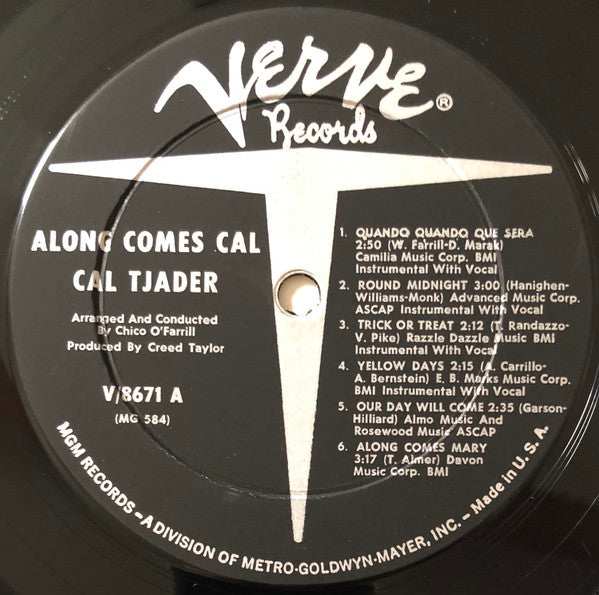 Verve®
Records
ALONG COMES CAL
CAL TJADER
Arranged And Conducted
By Chico O'Farrill
Produced By Creed Taylor
V/8671 A
(MG 584)
1. QUANDO QUANDO QUE SERA
2:50 (W. Farrill-D. Marak)
Camilia Music Corp. BMI
Instrumental With Vocal
2. ROUND MIDNIGHT 3:00 (Hanighen-
Williams-Monk) Advanced Music Corp.
ASCAP Instrumental With Vocal
3. TRICK OR TREAT 2:12 (T. Randazzo-
V. Pike) Razzle Dazzle Music BMI
Instrumental With Vocal
4. YELLOW DAYS 2:15 (A. Carrillo-
A. Bernstein) E. B. Marks Music Corp.
BMI Instrumental With Vocal
5. OUR DAY WILL COME 2:35 (Garson-
Hilliard) Almo Music And
Rosewood Music ASCAP
6. ALONG COMES MARY
3:17 (T. Almer) Davon
Music Corp. BMI
MGM RECORDS–A DIVISION OF METRO-GOLDWYN-MAYER, INC. – Made in U. S. A.